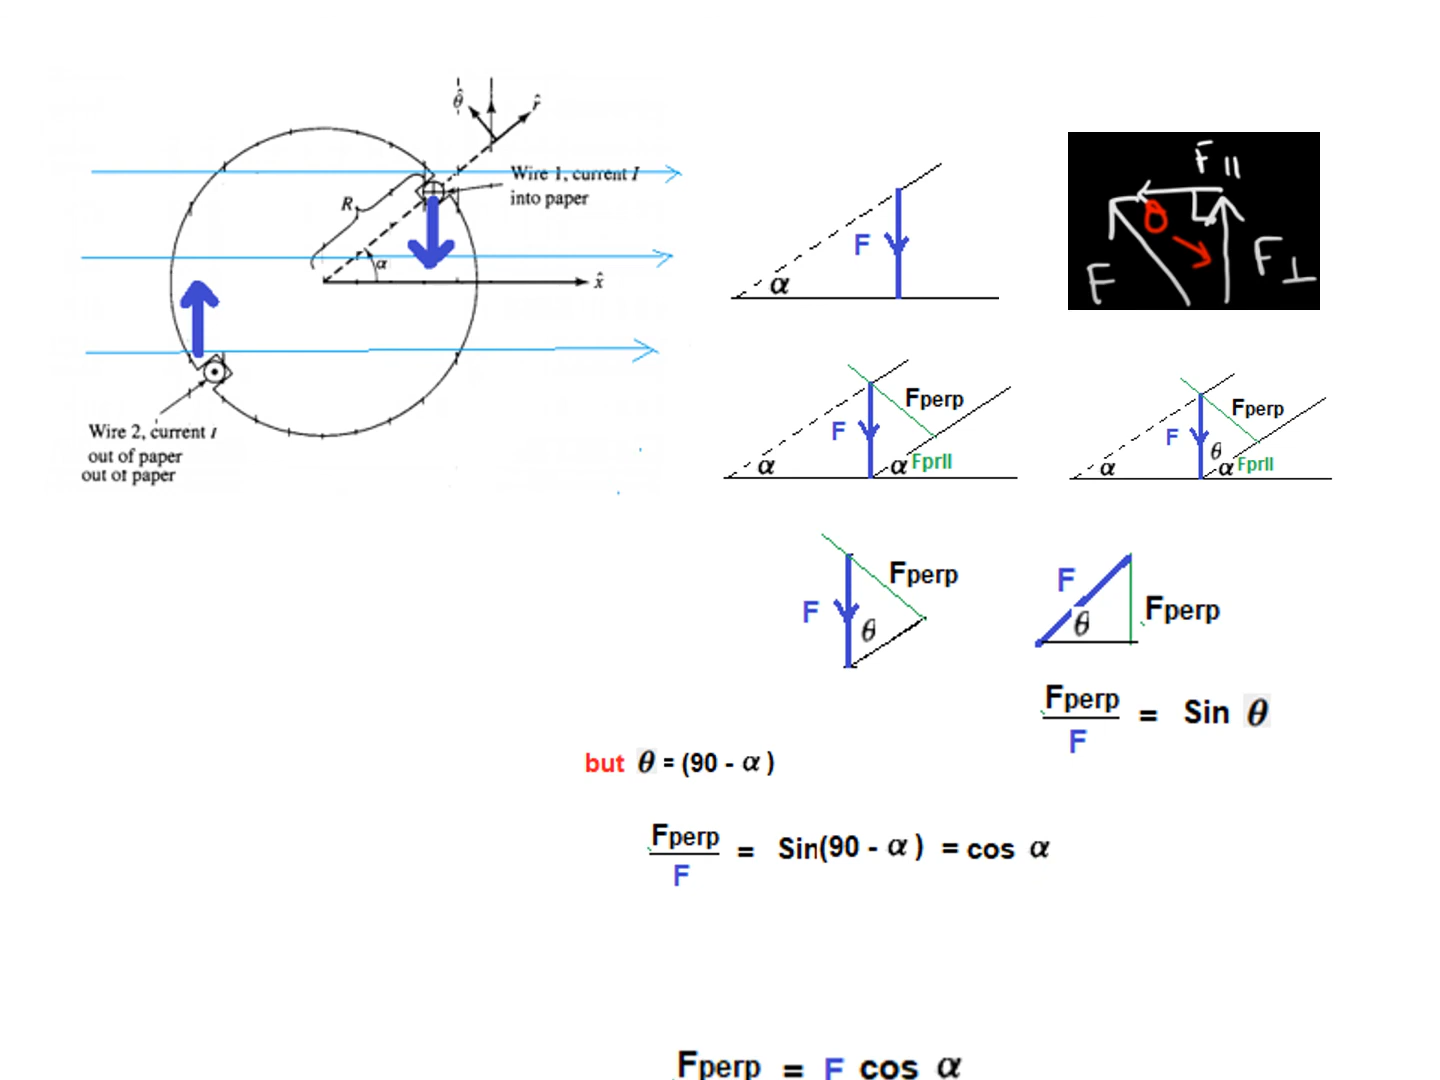 θ̂
r̂
Wire 1, current I
into paper
R
α
x̂
Wire 2, current I
out of paper
out of paper
F
α
F ||
θ
F
F⊥
Fperp
F
α
α Fprll
Fperp
F
θ
α
α Fprll
Fperp
F
θ
F
θ
Fperp
Fperp
F
= Sin θ
but θ = (90 - α )
Fperp
F
= Sin(90 - α ) = cos α
Fperp = F cos α